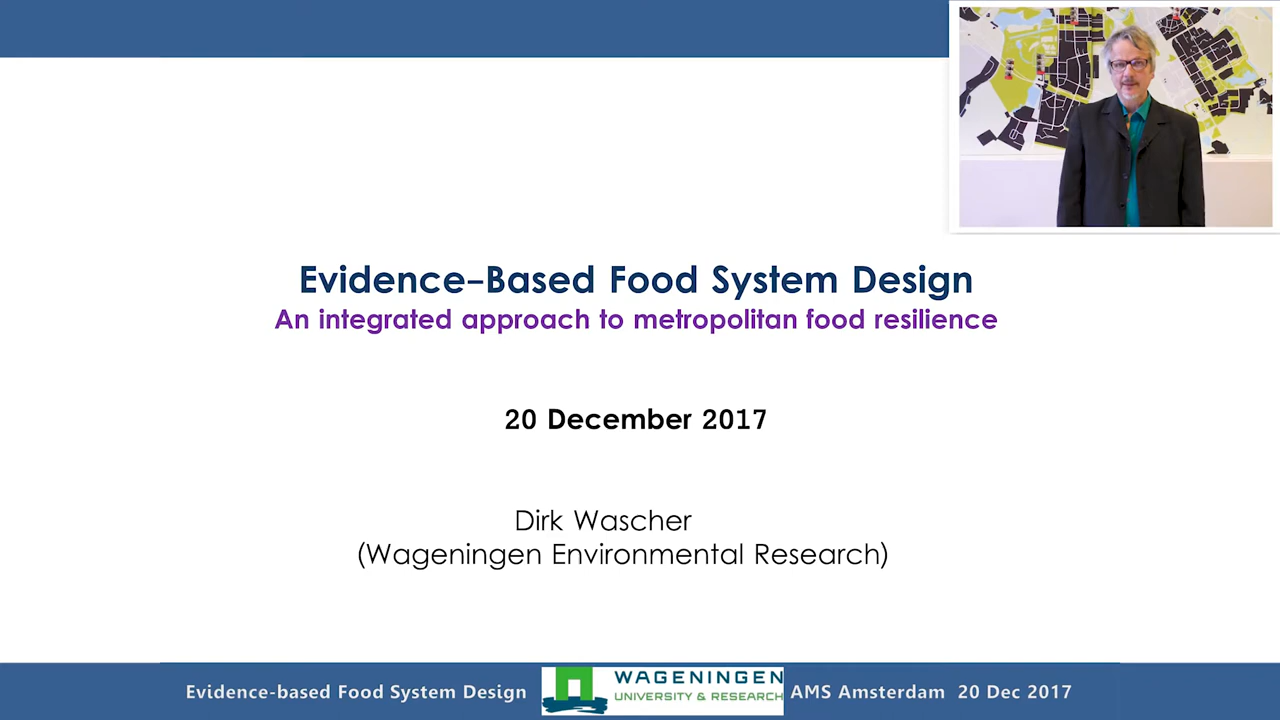 Evidence-Based Food System Design
An integrated approach to metropolitan food resilience
20 December 2017
Dirk Wascher
(Wageningen Environmental Research)
Evidence-based Food System Design
WAGENINGEN
UNIVERSITY & RESEARCH
AMS Amsterdam 20 Dec 2017